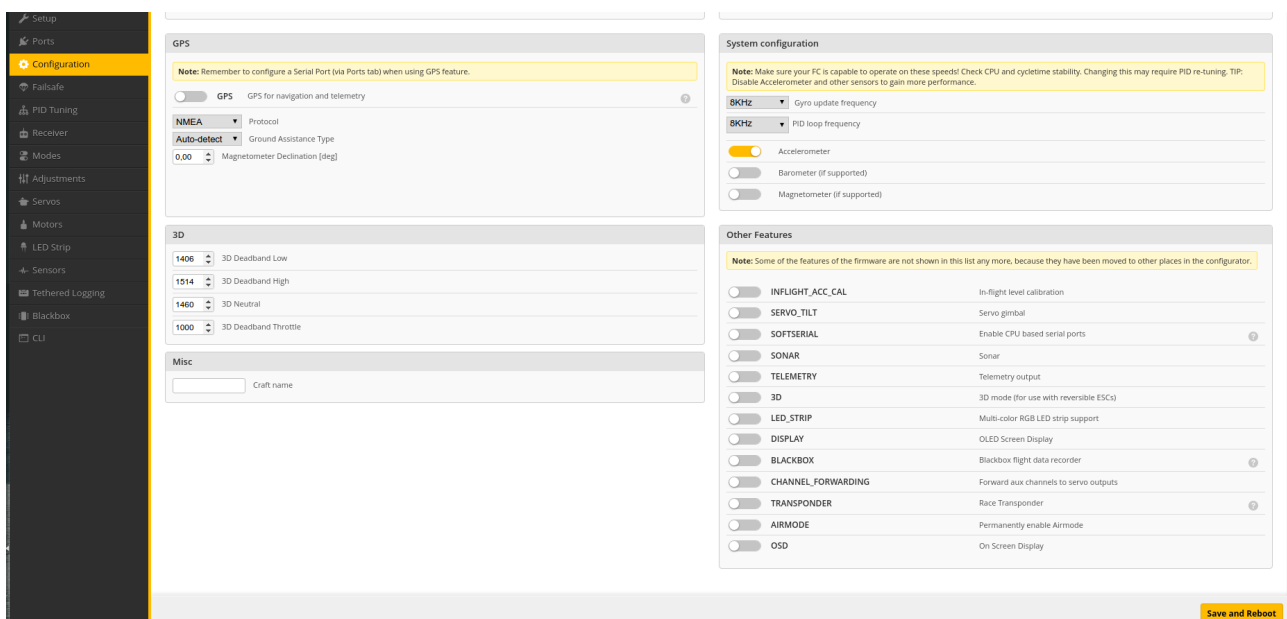 Setup
Ports
Configuration
Failsafe
PID Tuning
Receiver
Modes
Adjustments
Servos
Motors
LED Strip
Sensors
Tethered Logging
Blackbox
CLI
GPS
Note: Remember to configure a Serial Port (via Ports tab) when using GPS feature.
GPS GPS for navigation and telemetry ?
NMEA Protocol
Auto-detect Ground Assistance Type
0,00 Magnetometer Declination [deg]
3D
1406 3D Deadband Low
1514 3D Deadband High
1460 3D Neutral
1000 3D Deadband Throttle
Misc
Craft name
System configuration
Note: Make sure your FC is capable to operate on these speeds! Check CPU and cycletime stability. Changing this may require PID re-tuning. TIP:
Disable Accelerometer and other sensors to gain more performance.
8KHz Gyro update frequency
8KHz PID loop frequency
Accelerometer
Barometer (if supported)
Magnetometer (if supported)
Other Features
Note: Some of the features of the firmware are not shown in this list any more, because they have been moved to other places in the configurator.
INFLIGHT_ACC_CAL In-flight level calibration
SERVO_TILT Servo gimbal
SOFTSERIAL Enable CPU based serial ports ?
SONAR Sonar
TELEMETRY Telemetry output
3D 3D mode (for use with reversible ESCs)
LED_STRIP Multi-color RGB LED strip support
DISPLAY OLED Screen Display
BLACKBOX Blackbox flight data recorder ?
CHANNEL_FORWARDING Forward aux channels to servo outputs
TRANSPONDER Race Transponder ?
AIRMODE Permanently enable Airmode
OSD On Screen Display
Save and Reboot